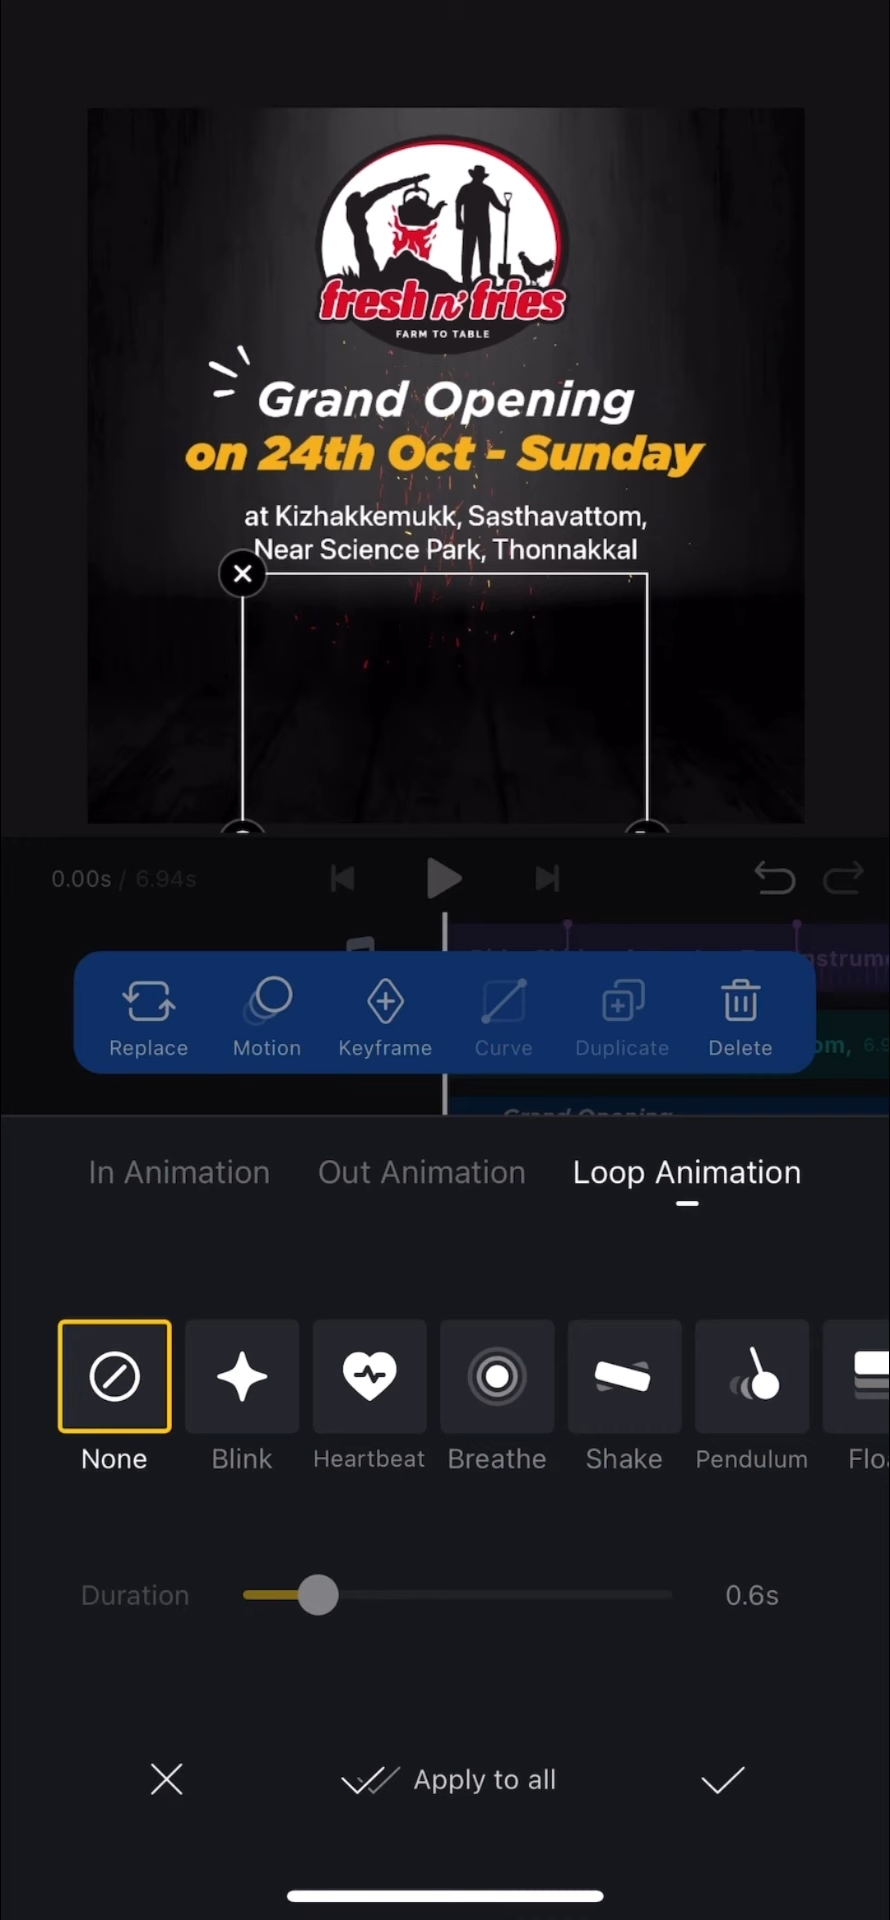 fresh n' fries
FARM TO TABLE
Grand Opening
on 24th Oct - Sunday
at Kizhakkemukk, Sasthavattom,
Near Science Park, Thonnakkal
0.00s / 6.94s
Replace Motion Keyframe Curve Duplicate Delete
Grand Opening
In Animation Out Animation Loop Animation
None Blink Heartbeat Breathe Shake Pendulum
Duration 0.6s
Apply to all